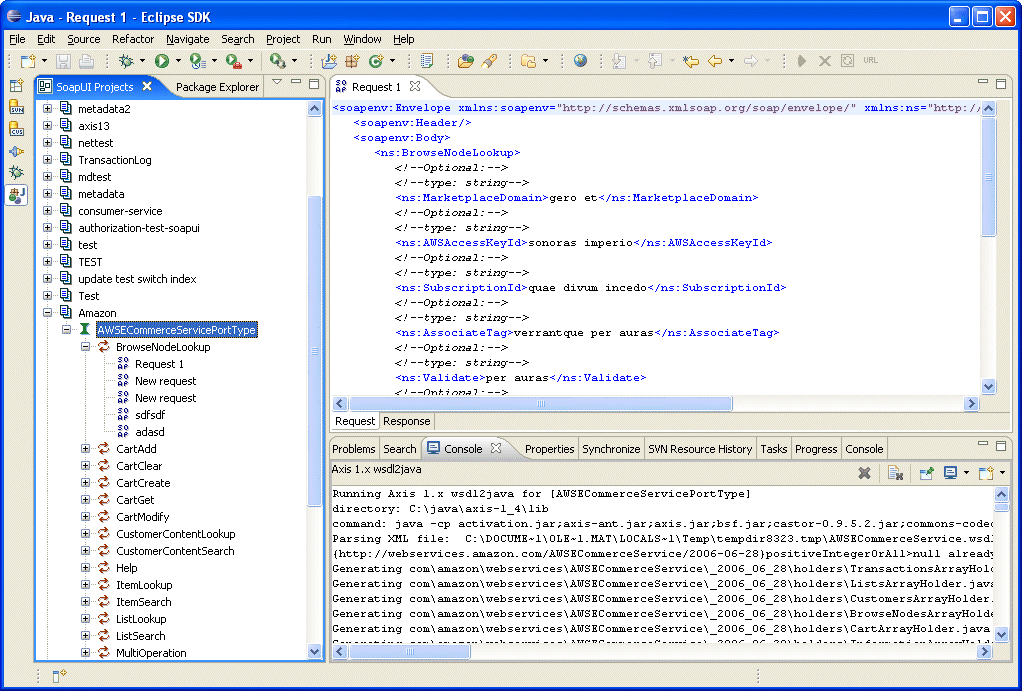 Java - Request 1 - Eclipse SDK
File Edit Source Refactor Navigate Search Project Run Window Help
URL
SoapUI Projects
Package Explorer
metadata2
axis13
nettest
TransactionLog
mdtest
metadata
consumer-service
authorization-test-soapui
test
TEST
update test switch index
Test
Amazon
AWSECommerceServicePortType
BrowseNodeLookup
Request 1
New request
New request
sdfsdf
adasd
CartAdd
CartClear
CartCreate
CartGet
CartModify
CustomerContentLookup
CustomerContentSearch
Help
ItemLookup
ItemSearch
ListLookup
ListSearch
MultiOperation
Request 1
<soapenv:Envelope xmlns:soapenv="http://schemas.xmlsoap.org/soap/envelope/" xmlns:ns="http:/
<soapenv:Header/>
<soapenv:Body>
<ns:BrowseNodeLookup>
<!--Optional:-->
<!--type: string-->
<ns:MarketplaceDomain>gero et</ns:MarketplaceDomain>
<!--Optional:-->
<!--type: string-->
<ns:AWSAccessKeyId>sonoras imperio</ns:AWSAccessKeyId>
<!--Optional:-->
<!--type: string-->
<ns:SubscriptionId>quae divum incedo</ns:SubscriptionId>
<!--Optional:-->
<!--type: string-->
<ns:AssociateTag>verrantque per auras</ns:AssociateTag>
<!--Optional:-->
<!--type: string-->
<ns:Validate>per auras</ns:Validate>
<!--Optional:-->
Request Response
Problems Search Console Properties Synchronize SVN Resource History Tasks Progress Console
Axis 1.x wsdl2java
Running Axis 1.x wsdl2java for [AWSECommerceServicePortType]
directory: C:\java\axis-1_4\lib
command: java -cp activation.jar;axis-ant.jar;axis.jar;bsf.jar;castor-0.9.5.2.jar;commons-codec
Parsing XML file: C:\DOCUME~1\OLE~1.MAT\LOCALS~1\Temp\tempdir8323.tmp\AWSECommerceService.wsdl
{http://webservices.amazon.com/AWSECommerceService/2006-06-28}positiveIntegerOrAll>null already
Generating com\amazon\webservices\AWSECommerceService\_2006_06_28\holders\TransactionsArrayHol
Generating com\amazon\webservices\AWSECommerceService\_2006_06_28\holders\ListsArrayHolder.java
Generating com\amazon\webservices\AWSECommerceService\_2006_06_28\holders\CustomersArrayHolder.
Generating com\amazon\webservices\AWSECommerceService\_2006_06_28\holders\BrowseNodesArrayHolde
Generating com\amazon\webservices\AWSECommerceService\_2006_06_28\holders\CartArrayHolder.java